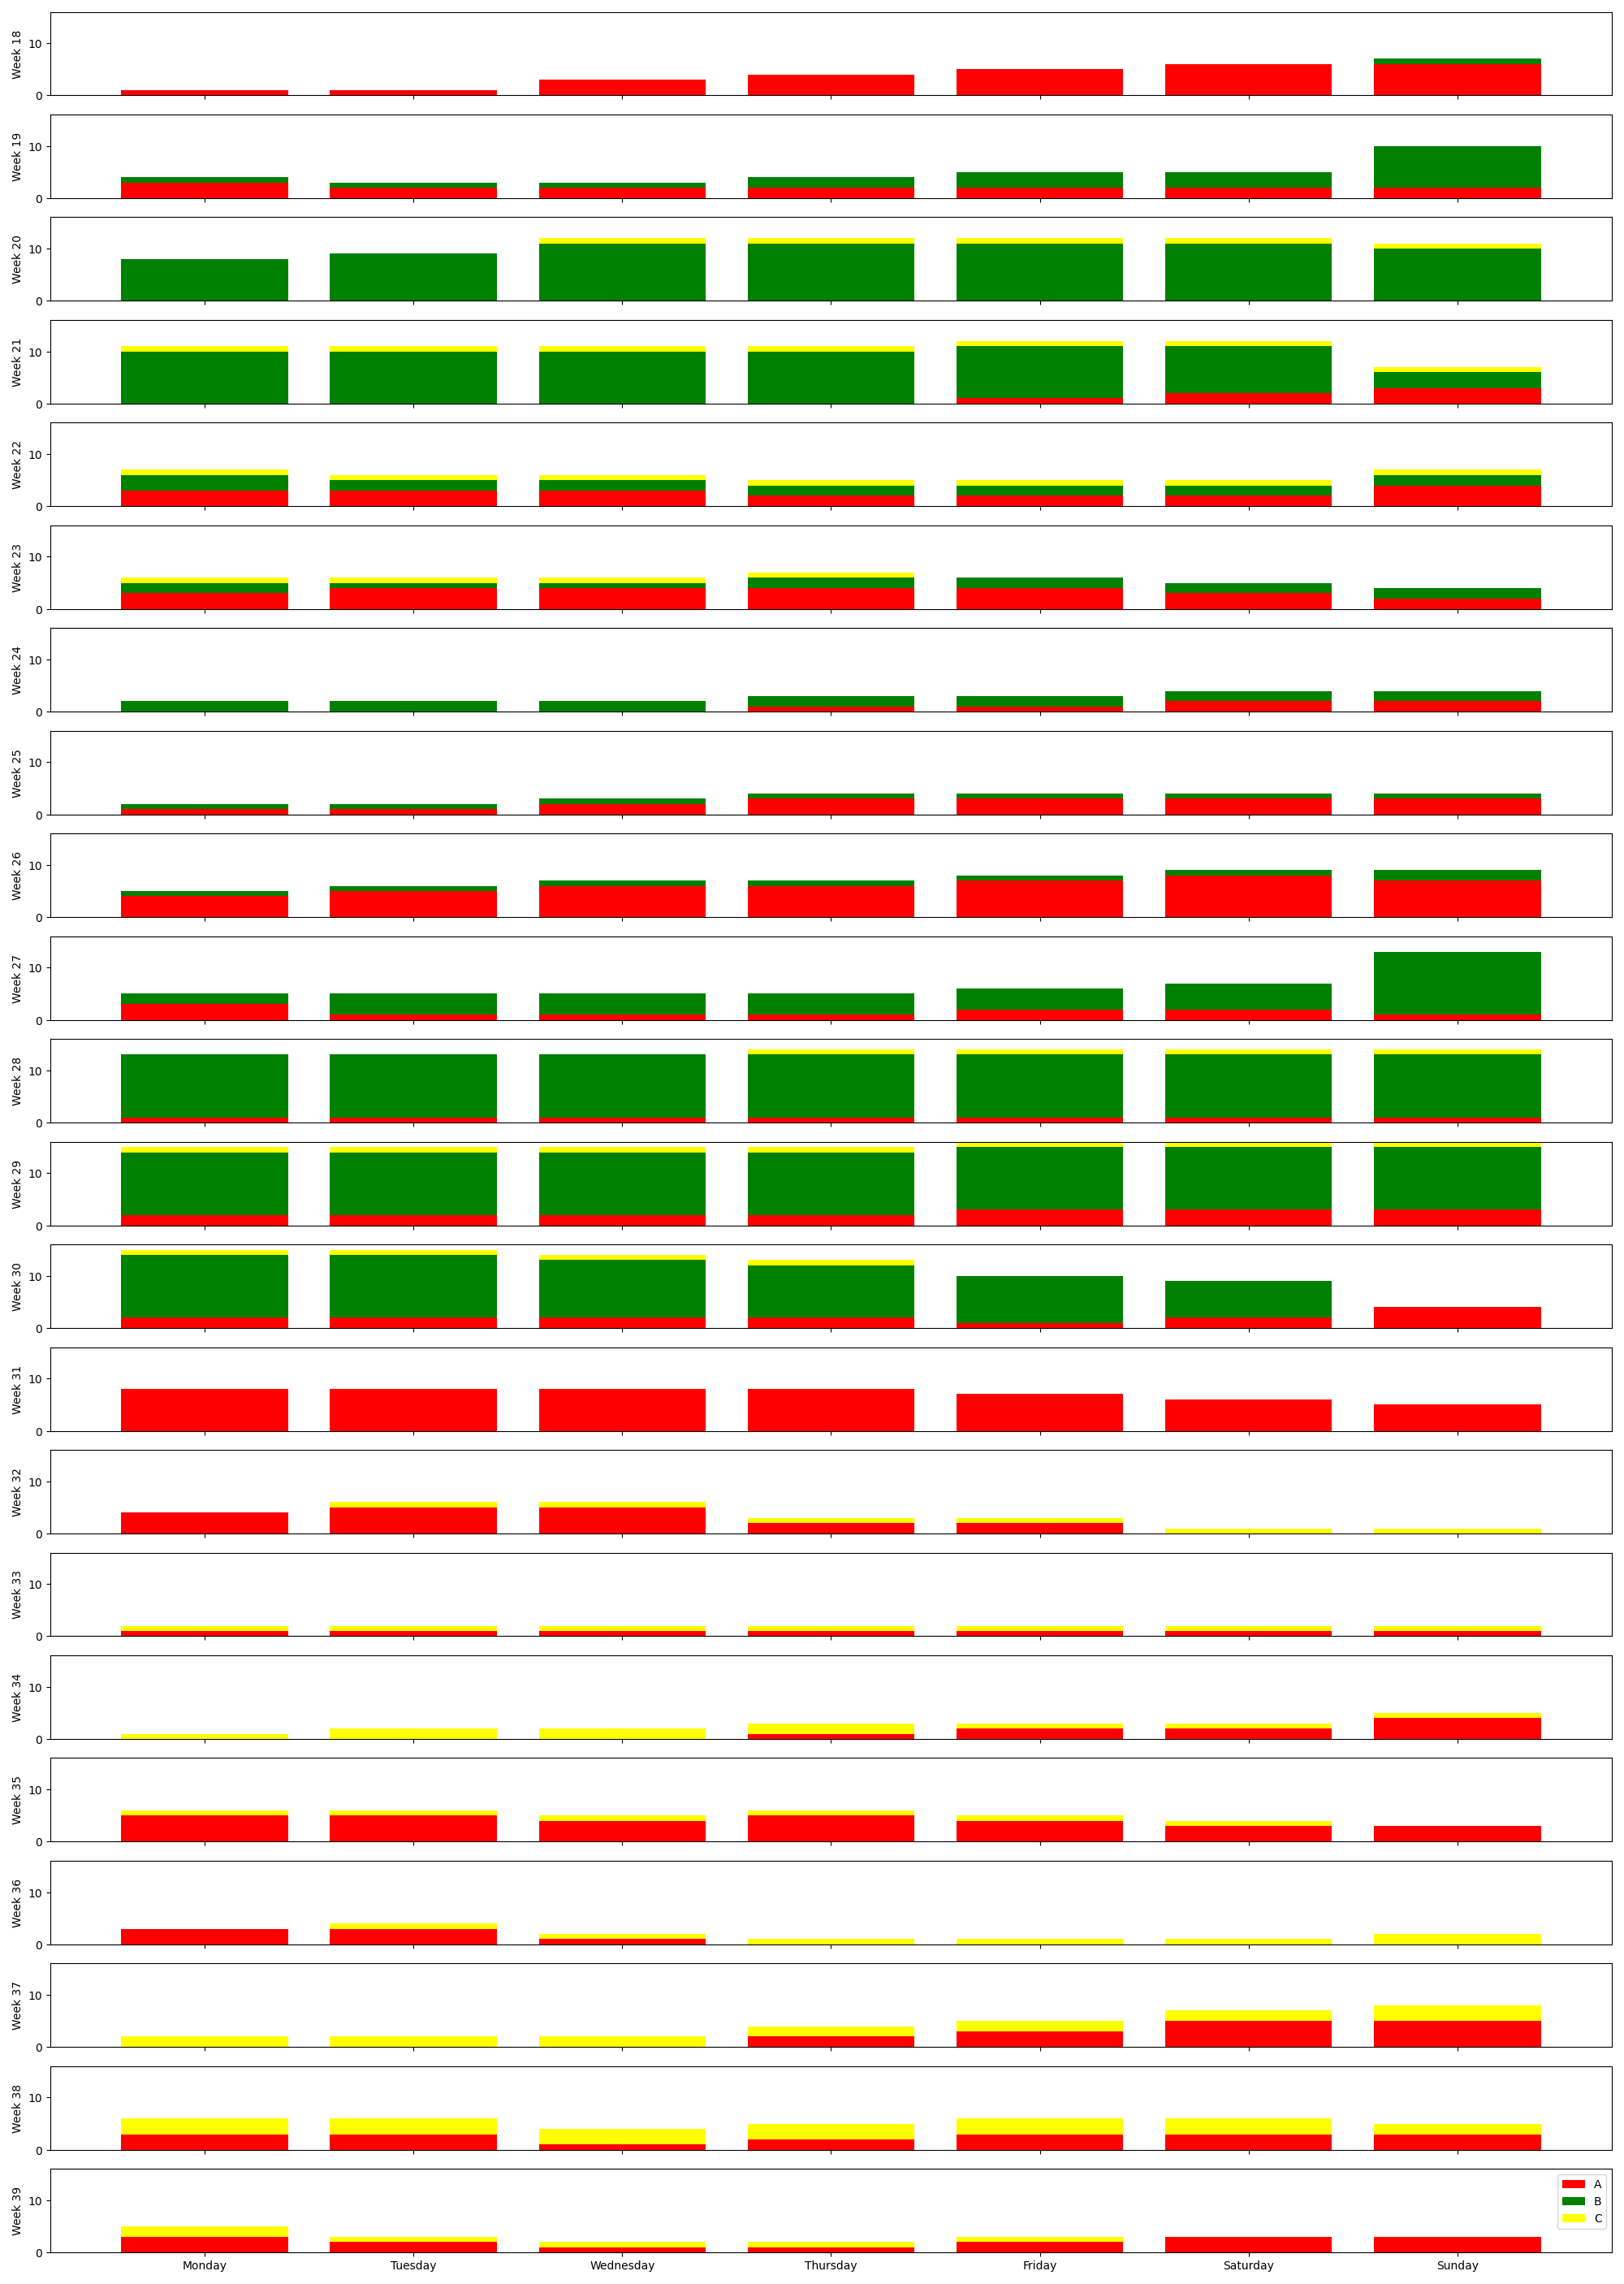 Week 18
10
0
Week 19
10
0
Week 20
10
0
Week 21
10
0
Week 22
10
0
Week 23
10
0
Week 24
10
0
Week 25
10
0
Week 26
10
0
Week 27
10
0
Week 28
10
0
Week 29
10
0
Week 30
10
0
Week 31
10
0
Week 32
10
0
Week 33
10
0
Week 34
10
0
Week 35
10
0
Week 36
10
0
Week 37
10
0
Week 38
10
0
Week 39
10
0
A
B
C
Monday Tuesday Wednesday Thursday Friday Saturday Sunday